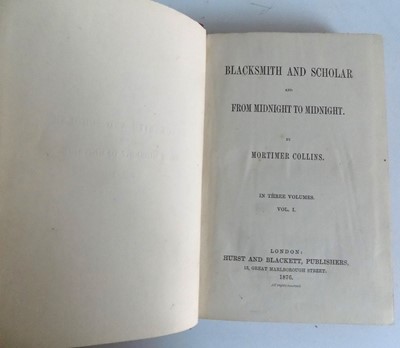 BLACKSMITH AND SCHOLAR
AND
FROM MIDNIGHT TO MIDNIGHT.
BY
MORTIMER COLLINS.
IN THREE VOLUMES.
VOL. I.
LONDON:
HURST AND BLACKETT, PUBLISHERS,
13, GREAT MARLBOROUGH STREET.
1876.